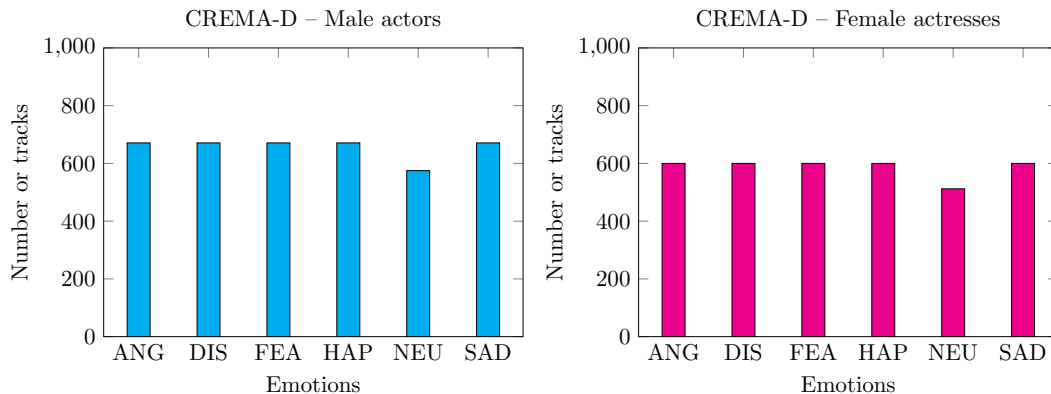 CREMA-D – Male actors
1,000
800
600
400
200
0
Number or tracks
ANG DIS FEA HAP NEU SAD
Emotions
CREMA-D – Female actresses
1,000
800
600
400
200
0
Number or tracks
ANG DIS FEA HAP NEU SAD
Emotions